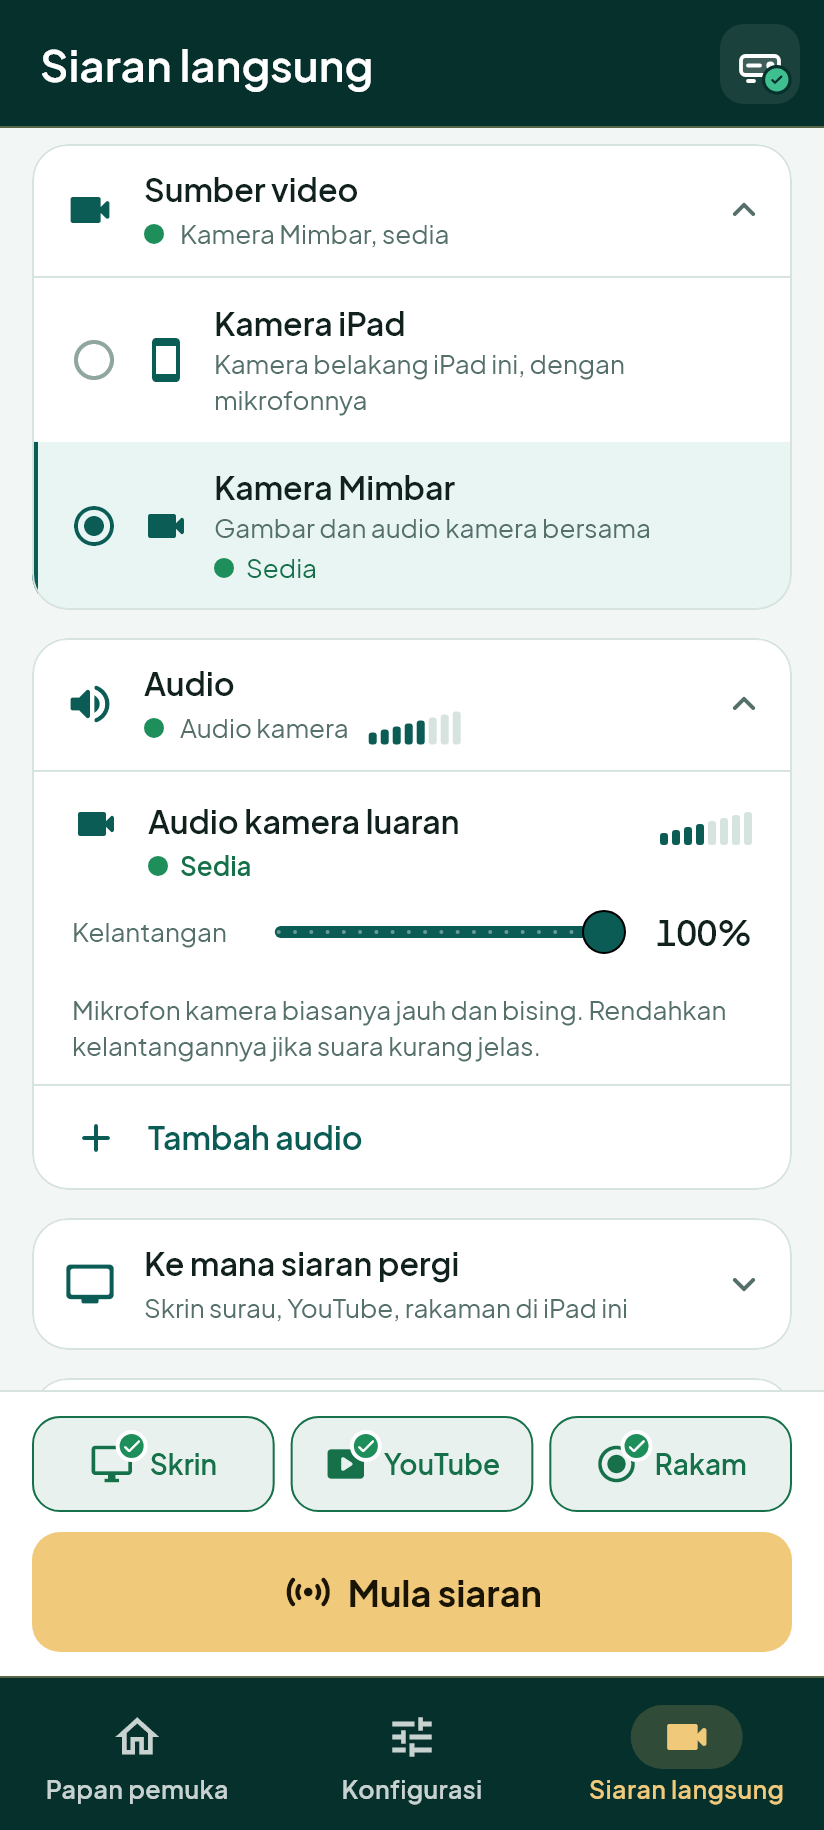 Siaran langsung
Sumber video
Kamera Mimbar, sedia
Kamera iPad
Kamera belakang iPad ini, dengan
mikrofonnya
Kamera Mimbar
Gambar dan audio kamera bersama
Sedia
Audio
Audio kamera
Audio kamera luaran
Sedia
Kelantangan
100%
Mikrofon kamera biasanya jauh dan bising. Rendahkan
kelantangannya jika suara kurang jelas.
Tambah audio
Ke mana siaran pergi
Skrin surau, YouTube, rakaman di iPad ini
Skrin
YouTube
Rakam
Mula siaran
Papan pemuka
Konfigurasi
Siaran langsung